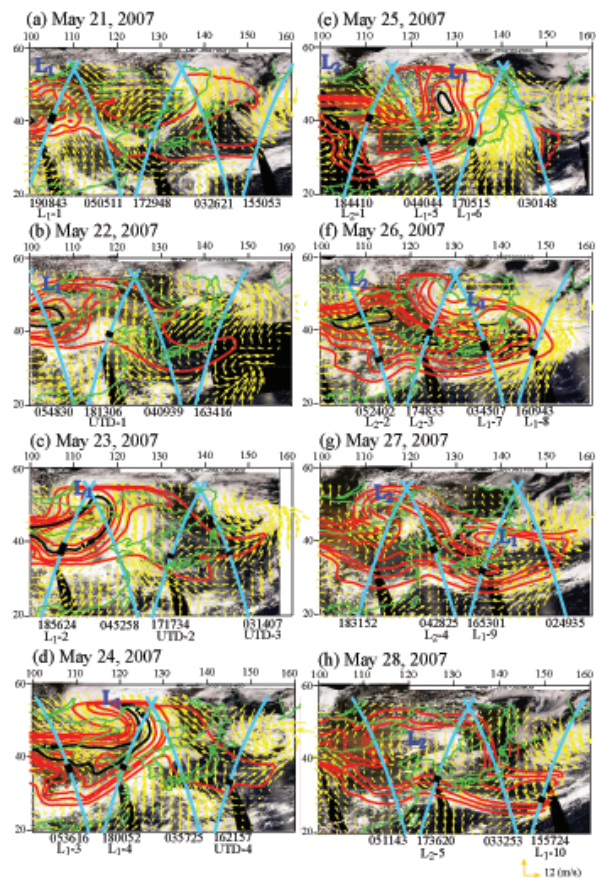 (a) May 21, 2007
100 110 120 130 140 150 160
60
L1
40
20
190843 050511 172948 032621 155053
L1-1
(b) May 22, 2007
100 110 120 130 140 150 160
60
L1
40
20
054830 181306 040939 163416
UTD-1
(c) May 23, 2007
100 110 120 130 140 150 160
60
L1
40
20
185624 045258 171734 031407
L1-2 UTD-2 UTD-3
(d) May 24, 2007
100 110 120 130 140 150 160
60
L1
40
20
053616 180052 035725 162157
L1-3 L1-4 UTD-4
(e) May 25, 2007
100 110 120 130 140 150 160
60
L2 L1
40
20
184410 044044 170515 030148
L2-1 L1-5 L1-6
(f) May 26, 2007
100 110 120 130 140 150 160
60
L2
L1
40
20
052402 174833 034507 160943
L2-2 L2-3 L1-7 L1-8
(g) May 27, 2007
100 110 120 130 140 150 160
60
L2
L1
40
20
183152 042825 165301 024935
L2-4 L1-9
(h) May 28, 2007
100 110 120 130 140 150 160
60
L2
40
20
051143 173620 033253 155724
L2-5 L1-10
12 (m/s)